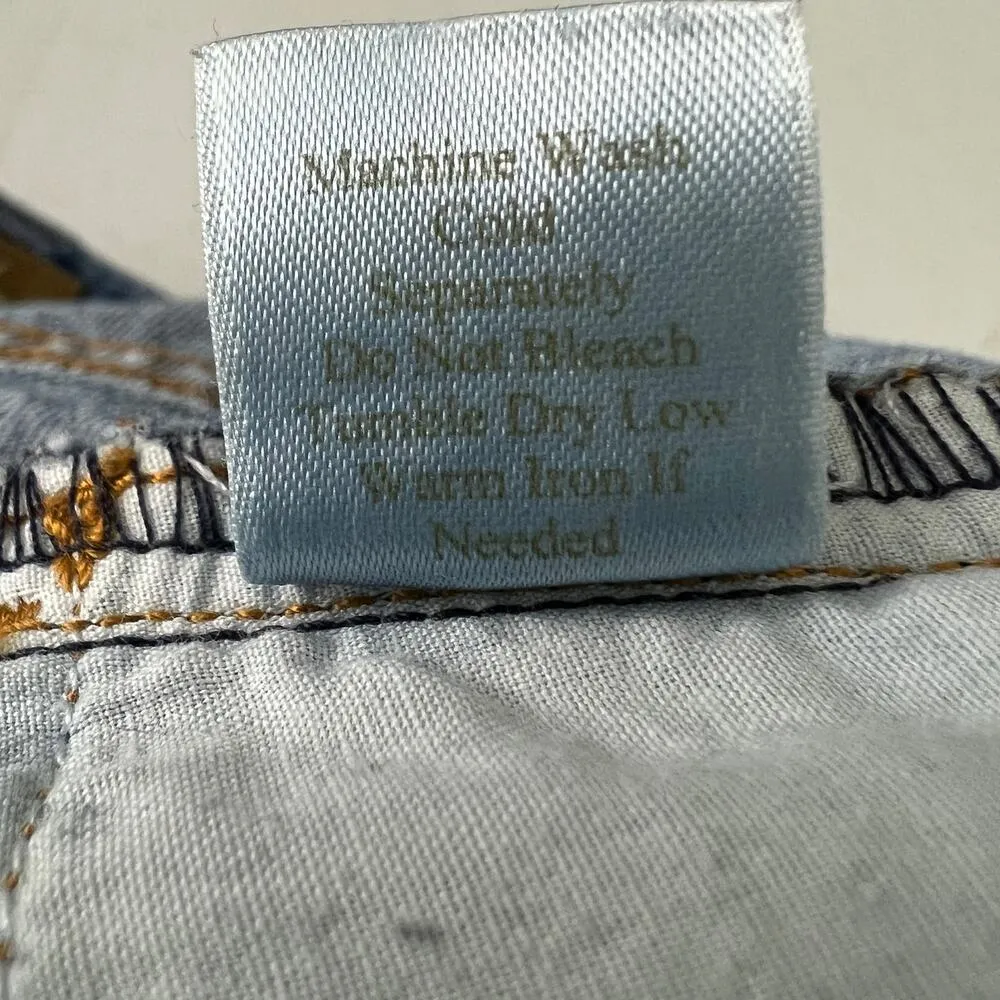 Machine Wash
Cold
Separately
Do Not Bleach
Tumble Dry Low
Warm Iron If
Needed